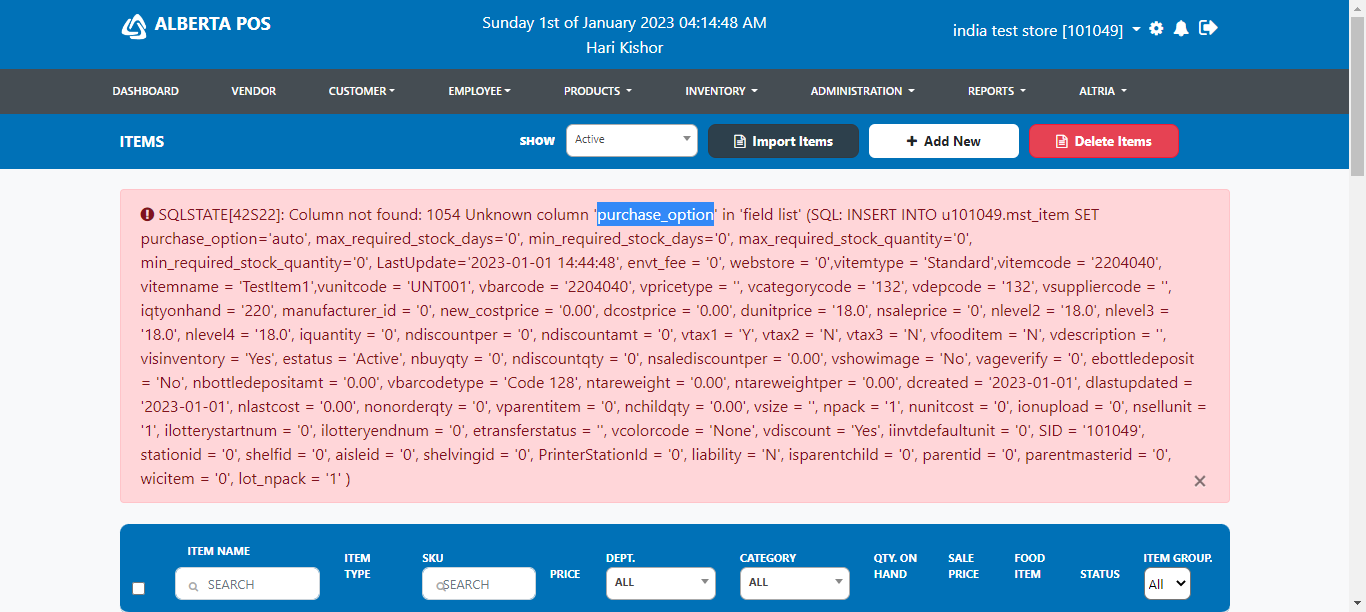 ALBERTA POS
Sunday 1st of January 2023 04:14:48 AM
Hari Kishor
india test store [101049]
DASHBOARD VENDOR CUSTOMER EMPLOYEE PRODUCTS INVENTORY ADMINISTRATION REPORTS ALTRIA
ITEMS SHOW Active Import Items Add New Delete Items
SQLSTATE[42S22]: Column not found: 1054 Unknown column 'purchase_option' in 'field list' (SQL: INSERT INTO u101049.mst_item SET
purchase_option='auto', max_required_stock_days='0', min_required_stock_days='0', max_required_stock_quantity='0',
min_required_stock_quantity='0', LastUpdate='2023-01-01 14:44:48', envt_fee = '0', webstore = '0',vitemtype = 'Standard',vitemcode = '2204040',
vitemname = 'TestItem1',vunitcode = 'UNT001', vbarcode = '2204040', vpricetype = '', vcategorycode = '132', vdepcode = '132', vsuppliercode = '',
iqtyonhand = '220', manufacturer_id = '0', new_costprice = '0.00', dcostprice = '0.00', dunitprice = '18.0', nsaleprice = '0', nlevel2 = '18.0', nlevel3 =
'18.0', nlevel4 = '18.0', iquantity = '0', ndiscountper = '0', ndiscountamt = '0', vtax1 = 'Y', vtax2 = 'N', vtax3 = 'N', vfooditem = 'N', vdescription = '',
visinventory = 'Yes', estatus = 'Active', nbuyqty = '0', ndiscountqty = '0', nsalediscountper = '0.00', vshowimage = 'No', vageverify = '0', ebottledeposit
= 'No', nbottledepositamt = '0.00', vbarcodetype = 'Code 128', ntareweight = '0.00', ntareweightper = '0.00', dcreated = '2023-01-01', dlastupdated =
'2023-01-01', nlastcost = '0.00', nonorderqty = '0', vparentitem = '0', nchildqty = '0.00', vsize = '', npack = '1', nunitcost = '0', ionupload = '0', nsellunit =
'1', ilotterystartnum = '0', ilotteryendnum = '0', etransferstatus = '', vcolorcode = 'None', vdiscount = 'Yes', iinvtdefaultunit = '0', SID = '101049',
stationid = '0', shelfid = '0', aisleid = '0', shelvingid = '0', PrinterStationId = '0', liability = 'N', isparentchild = '0', parentid = '0', parentmasterid = '0',
wicitem = '0', lot_npack = '1' )
ITEM NAME
SEARCH
ITEM
TYPE
SKU
SEARCH
PRICE
DEPT.
ALL
CATEGORY
ALL
QTY. ON
HAND
SALE
PRICE
FOOD
ITEM
STATUS
ITEM GROUP.
All